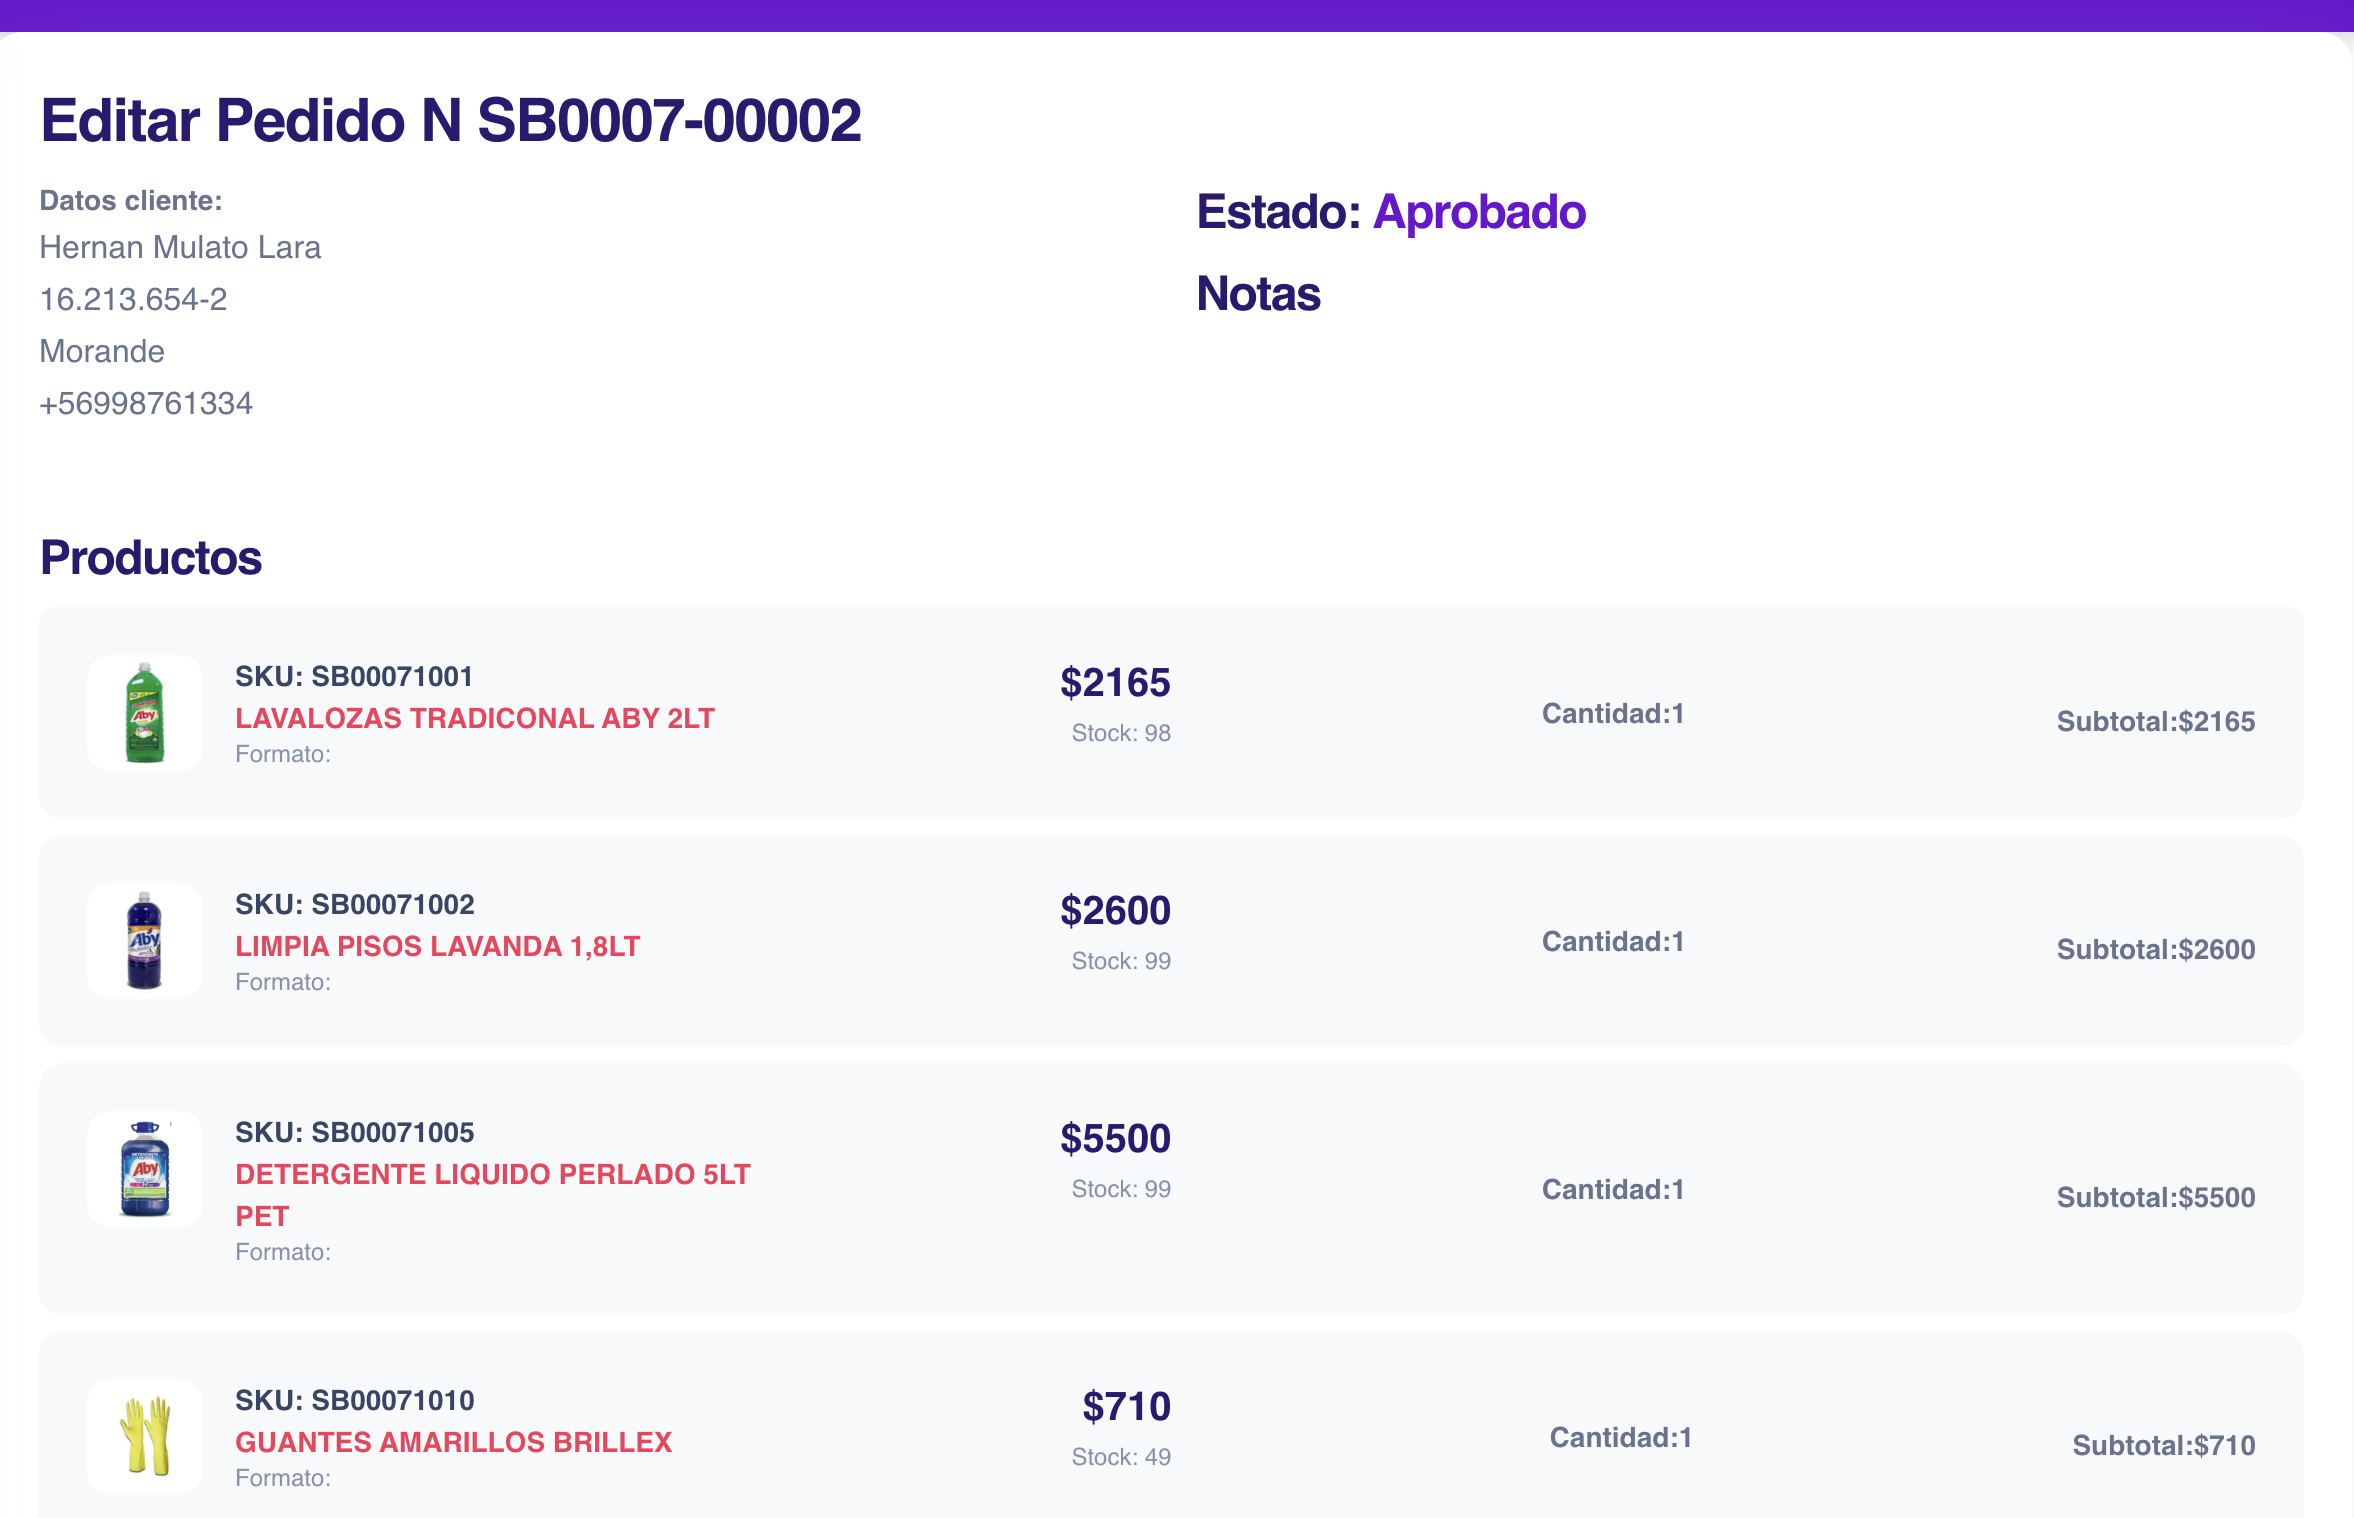 Editar Pedido N SB0007-00002
Datos cliente:
Hernan Mulato Lara
16.213.654-2
Morande
+56998761334
Estado: Aprobado
Notas
Productos
SKU: SB00071001
LAVALOZAS TRADICONAL ABY 2LT
Formato:
$2165
Stock: 98
Cantidad:1
Subtotal:$2165
Aby
SKU: SB00071002
LIMPIA PISOS LAVANDA 1,8LT
Formato:
$2600
Stock: 99
Cantidad:1
Subtotal:$2600
Aby
SKU: SB00071005
DETERGENTE LIQUIDO PERLADO 5LT
PET
Formato:
$5500
Stock: 99
Cantidad:1
Subtotal:$5500
Aby
SKU: SB00071010
GUANTES AMARILLOS BRILLEX
Formato:
$710
Stock: 49
Cantidad:1
Subtotal:$710